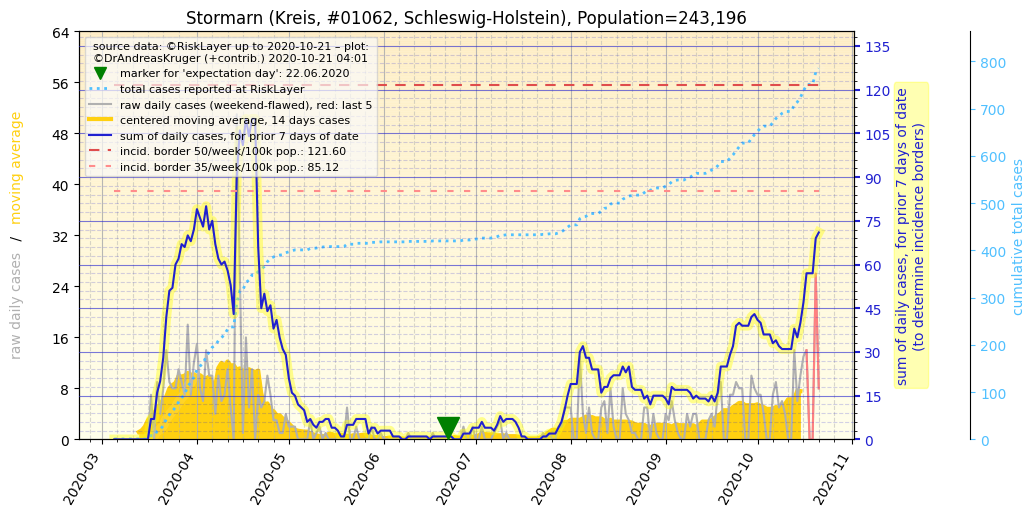 Stormarn (Kreis, #01062, Schleswig-Holstein), Population=243,196
source data: ©RiskLayer up to 2020-10-21 – plot:
©DrAndreasKruger (+contrib.) 2020-10-21 04:01
marker for 'expectation day': 22.06.2020
total cases reported at RiskLayer
raw daily cases (weekend-flawed), red: last 5
centered moving average, 14 days cases
sum of daily cases, for prior 7 days of date
incid. border 50/week/100k pop.: 121.60
incid. border 35/week/100k pop.: 85.12
raw daily cases / moving average
64
56
48
40
32
24
16
8
0
2020-03
2020-04
2020-05
2020-06
2020-07
2020-08
2020-09
2020-10
2020-11
135
120
105
90
75
60
45
30
15
0
sum of daily cases, for prior 7 days of date
(to determine incidence borders)
800
700
600
500
400
300
200
100
0
cumulative total cases